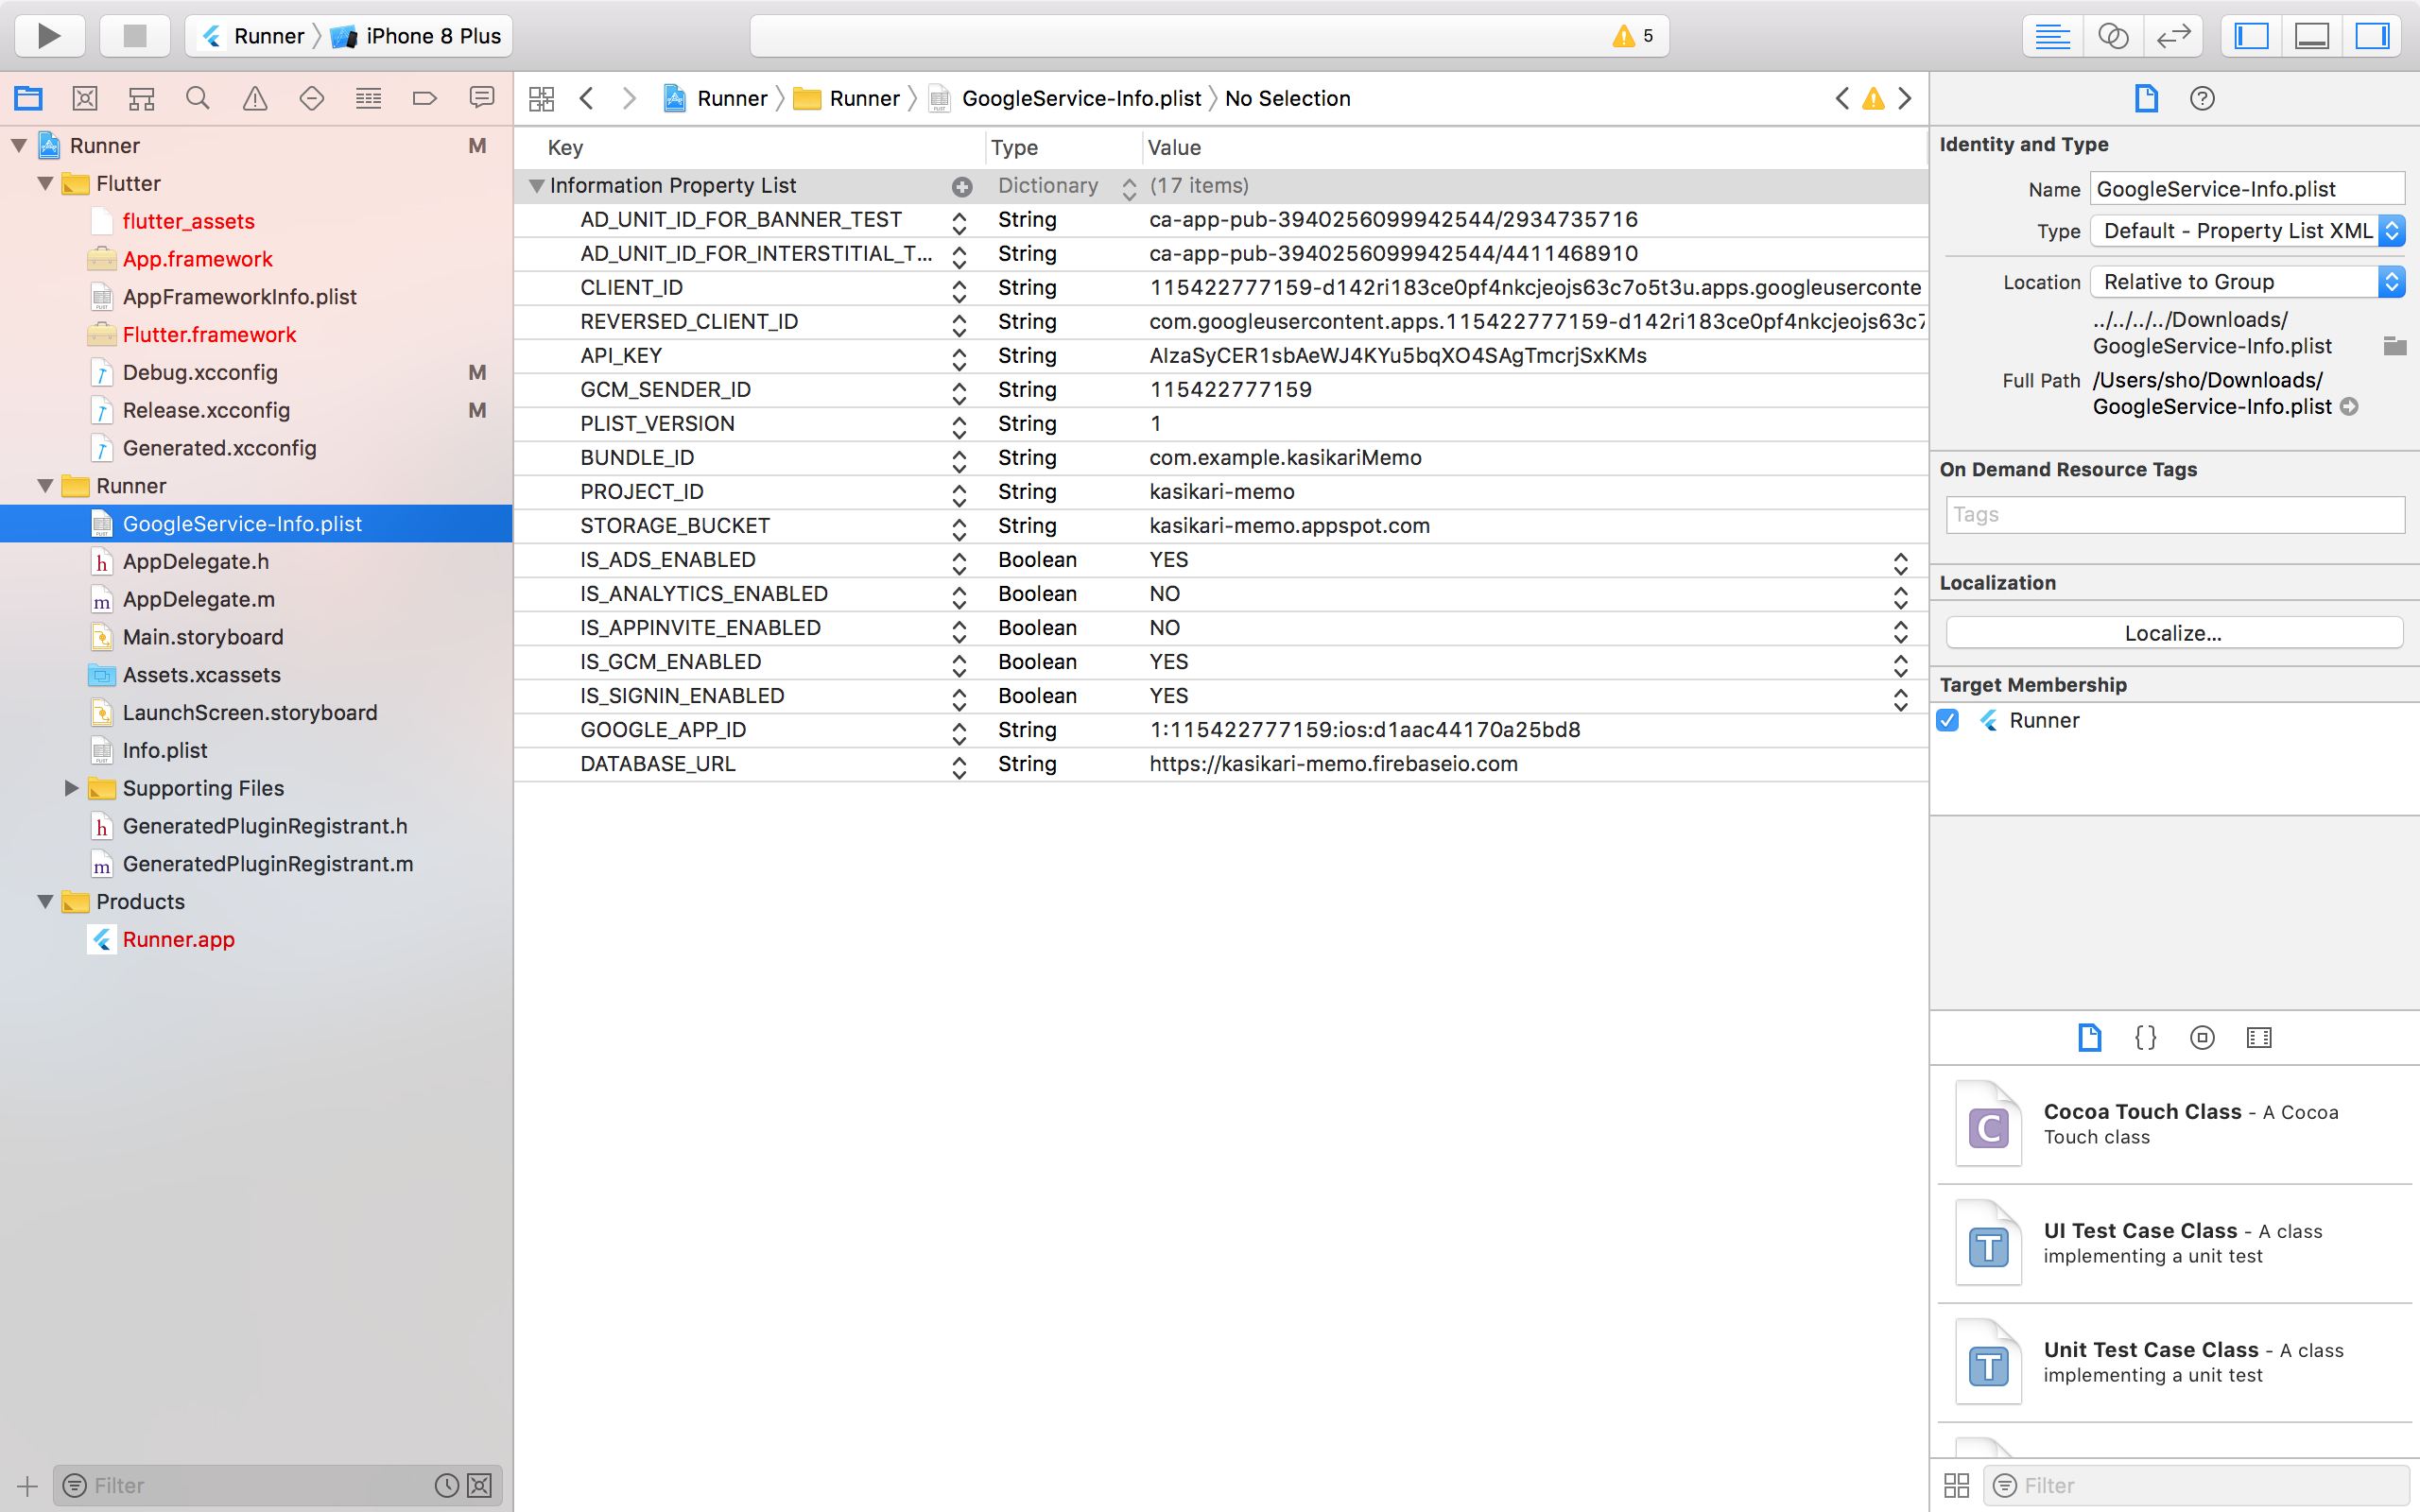 Runner iPhone 8 Plus
5
Runner Runner GoogleService-Info.plist No Selection
Runner M
Flutter
flutter_assets
App.framework
AppFrameworkInfo.plist
Flutter.framework
Debug.xcconfig M
Release.xcconfig M
Generated.xcconfig
Runner
GoogleService-Info.plist
AppDelegate.h
AppDelegate.m
Main.storyboard
Assets.xcassets
LaunchScreen.storyboard
Info.plist
Supporting Files
GeneratedPluginRegistrant.h
GeneratedPluginRegistrant.m
Products
Runner.app
Filter
Key Type Value
Information Property List Dictionary (17 items)
AD_UNIT_ID_FOR_BANNER_TEST String ca-app-pub-3940256099942544/2934735716
AD_UNIT_ID_FOR_INTERSTITIAL_T... String ca-app-pub-3940256099942544/4411468910
CLIENT_ID String 115422777159-d142ri183ce0pf4nkcjeojs63c7o5t3u.apps.googleuserconte
REVERSED_CLIENT_ID String com.googleusercontent.apps.115422777159-d142ri183ce0pf4nkcjeojs63c7
API_KEY String AIzaSyCER1sbAeWJ4KYu5bqXO4SAgTmcrjSxKMs
GCM_SENDER_ID String 115422777159
PLIST_VERSION String 1
BUNDLE_ID String com.example.kasikariMemo
PROJECT_ID String kasikari-memo
STORAGE_BUCKET String kasikari-memo.appspot.com
IS_ADS_ENABLED Boolean YES
IS_ANALYTICS_ENABLED Boolean NO
IS_APPINVITE_ENABLED Boolean NO
IS_GCM_ENABLED Boolean YES
IS_SIGNIN_ENABLED Boolean YES
GOOGLE_APP_ID String 1:115422777159:ios:d1aac44170a25bd8
DATABASE_URL String https://kasikari-memo.firebaseio.com
Identity and Type
Name GoogleService-Info.plist
Type Default - Property List XML
Location Relative to Group
../../../../Downloads/
GoogleService-Info.plist
Full Path /Users/sho/Downloads/
GoogleService-Info.plist
On Demand Resource Tags
Tags
Localization
Localize...
Target Membership
Runner
{}
C
Cocoa Touch Class - A Cocoa
Touch class
T
UI Test Case Class - A class
implementing a unit test
T
Unit Test Case Class - A class
implementing a unit test
Filter